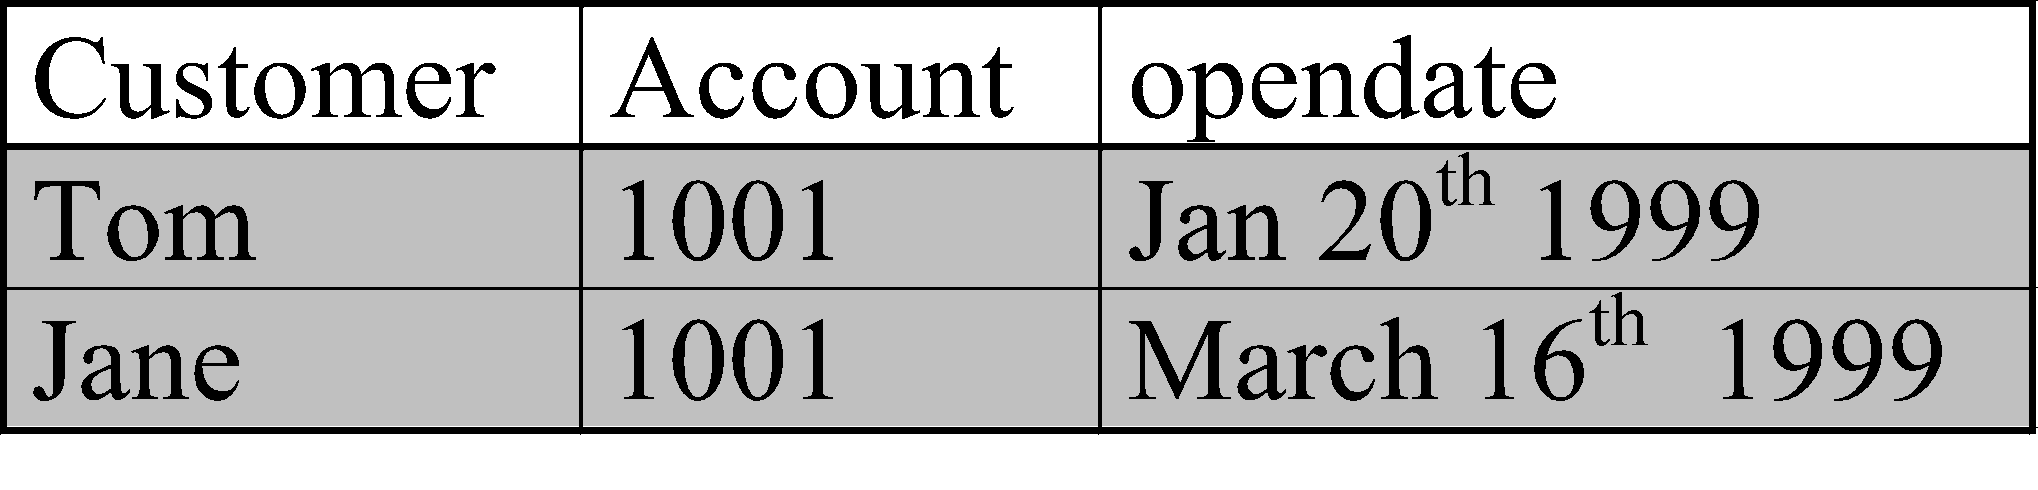 Customer Account opendate
Tom 1001 Jan 20th 1999
Jane 1001 March 16th 1999